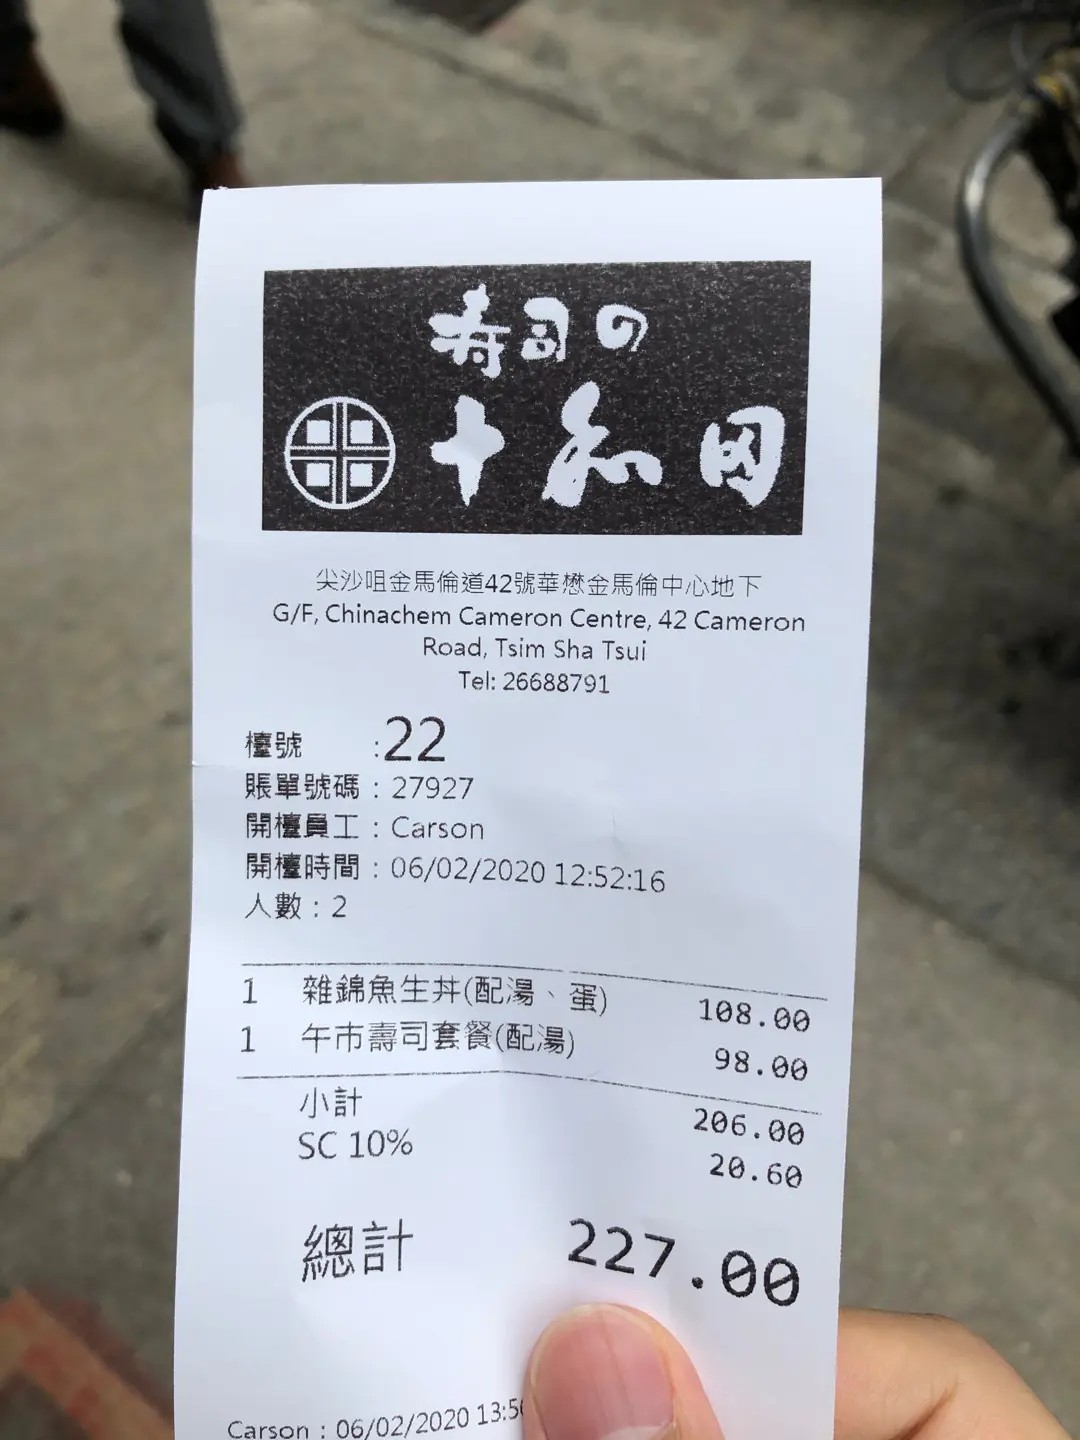 寿司の
十和田
尖沙咀金馬倫道42號華懋金馬倫中心地下
G/F, Chinachem Cameron Centre, 42 Cameron
Road, Tsim Sha Tsui
Tel: 26688791
檯號 :22
賬單號碼 : 27927
開檯員工 : Carson
開檯時間 : 06/02/2020 12:52:16
人數 : 2
1 雜錦魚生丼(配湯、蛋) 108.00
1 午市壽司套餐(配湯) 98.00
小計 206.00
SC 10% 20.60
總計 227.00
Carson : 06/02/2020